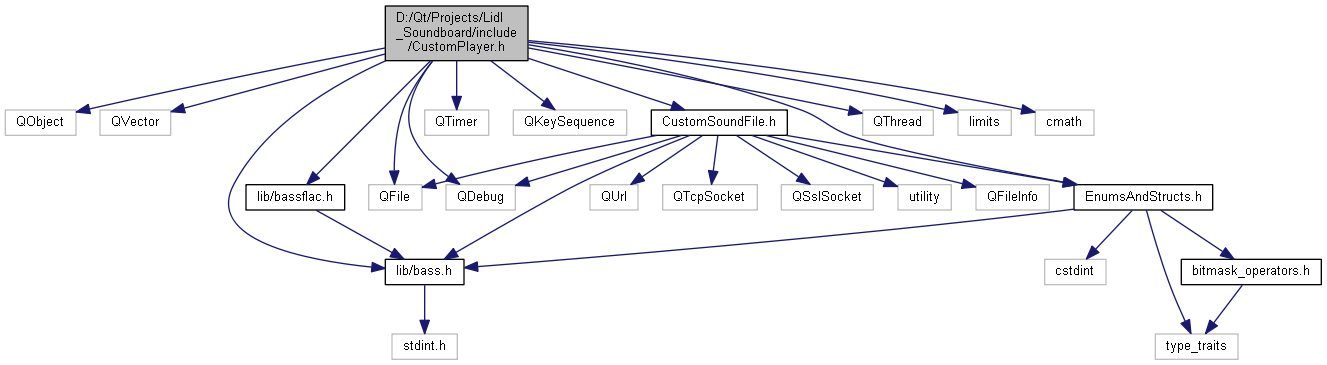 D:/Qt/Projects/Lidl
_Soundboard/include
/CustomPlayer.h
QObject
QVector
QTimer
QKeySequence
CustomSoundFile.h
QThread
limits
cmath
lib/bassflac.h
QFile
QDebug
QUrl
QTcpSocket
QSslSocket
utility
QFileInfo
EnumsAndStructs.h
lib/bass.h
cstdint
bitmask_operators.h
stdint.h
type_traits